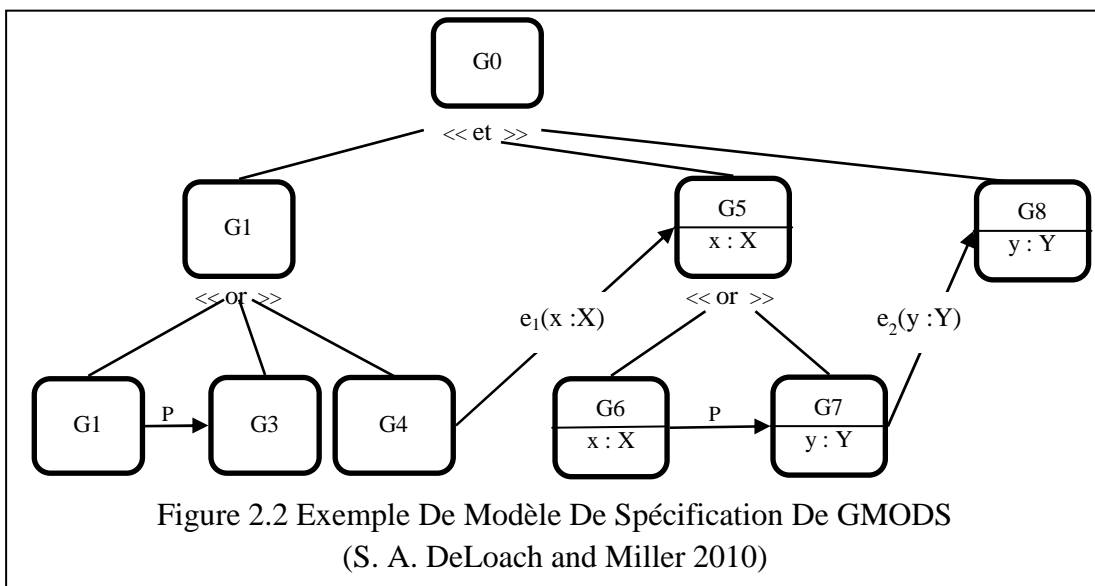 G0
<< et >>
G1
G5
x : X
G8
y : Y
<< or >>
<< or >>
e₁(x :X)
e₂(y :Y)
G1
P
G3
G4
G6
x : X
P
G7
y : Y
Figure 2.2 Exemple De Modèle De Spécification De GMODS
(S. A. DeLoach and Miller 2010)